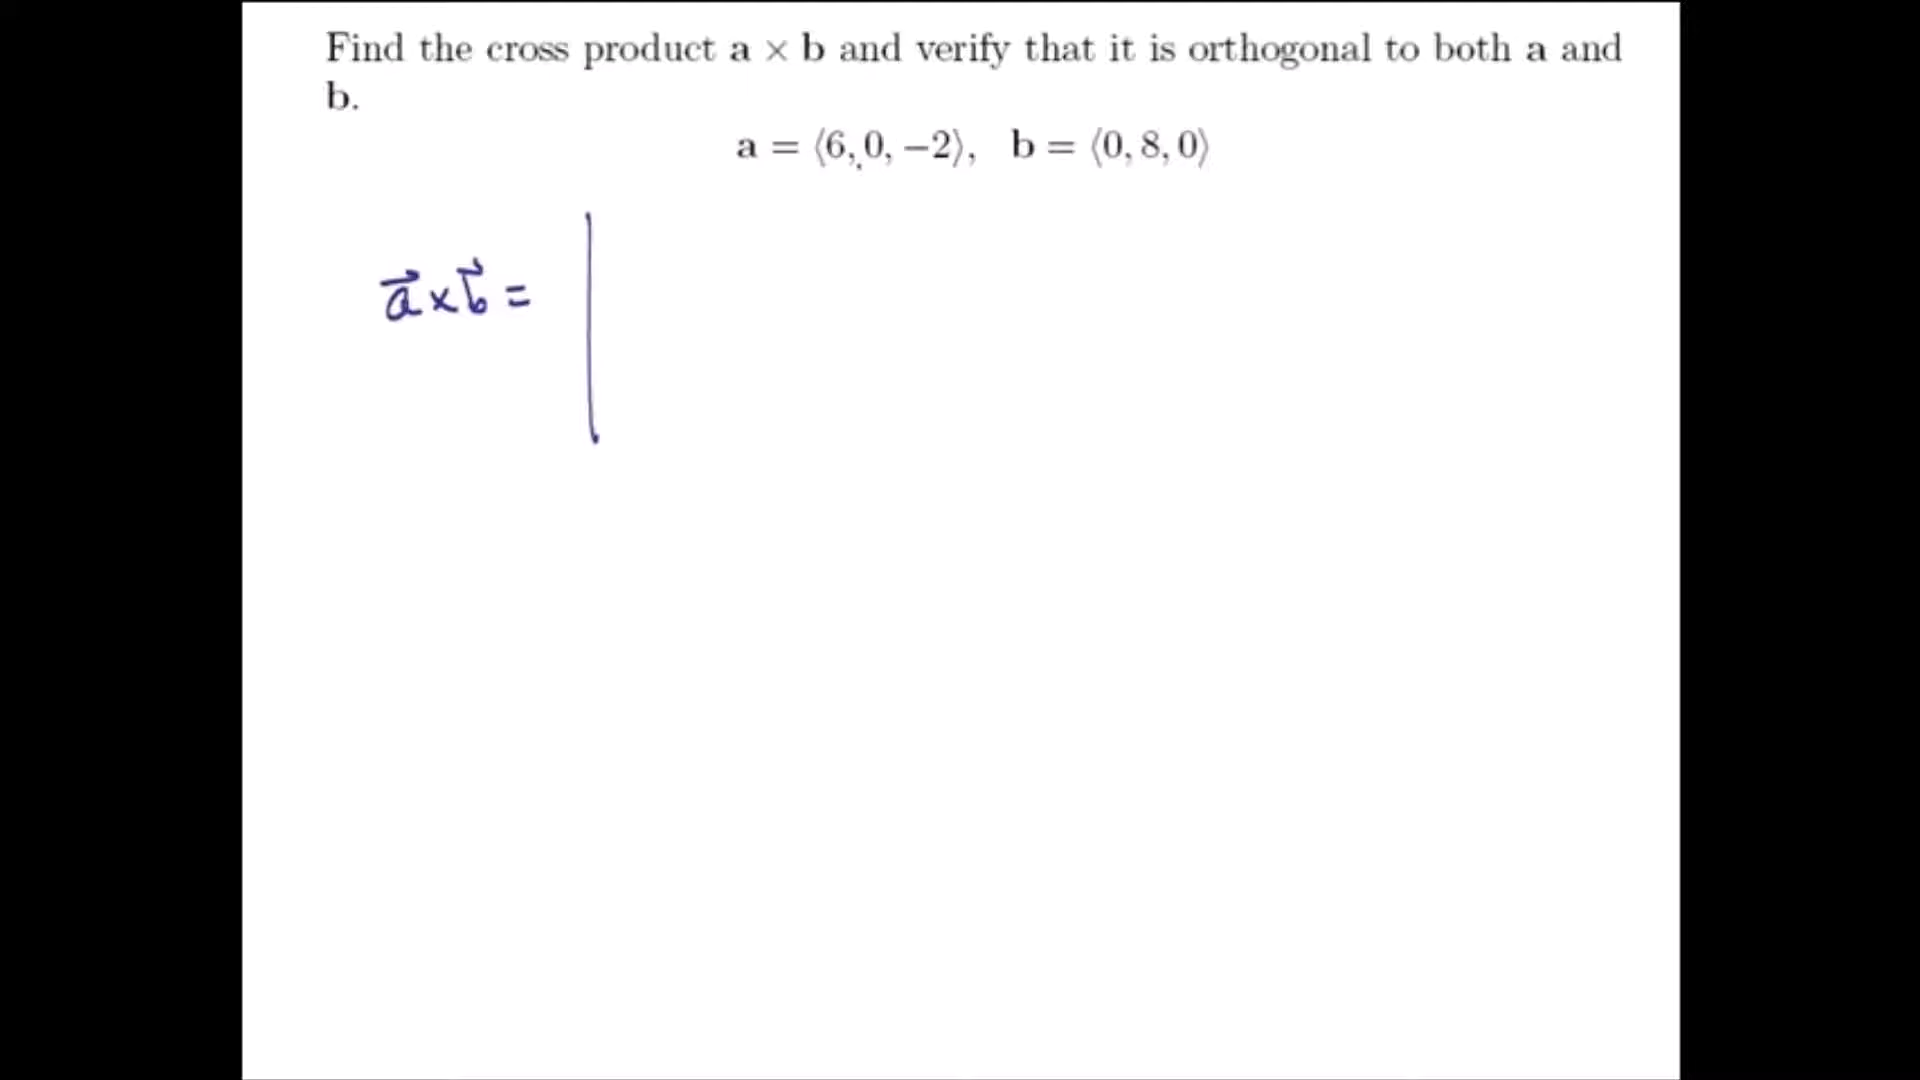 Find the cross product a × b and verify that it is orthogonal to both a and
b.
a = ⟨6, 0, −2⟩, b = ⟨0, 8, 0⟩
a⃗ × b⃗ = |